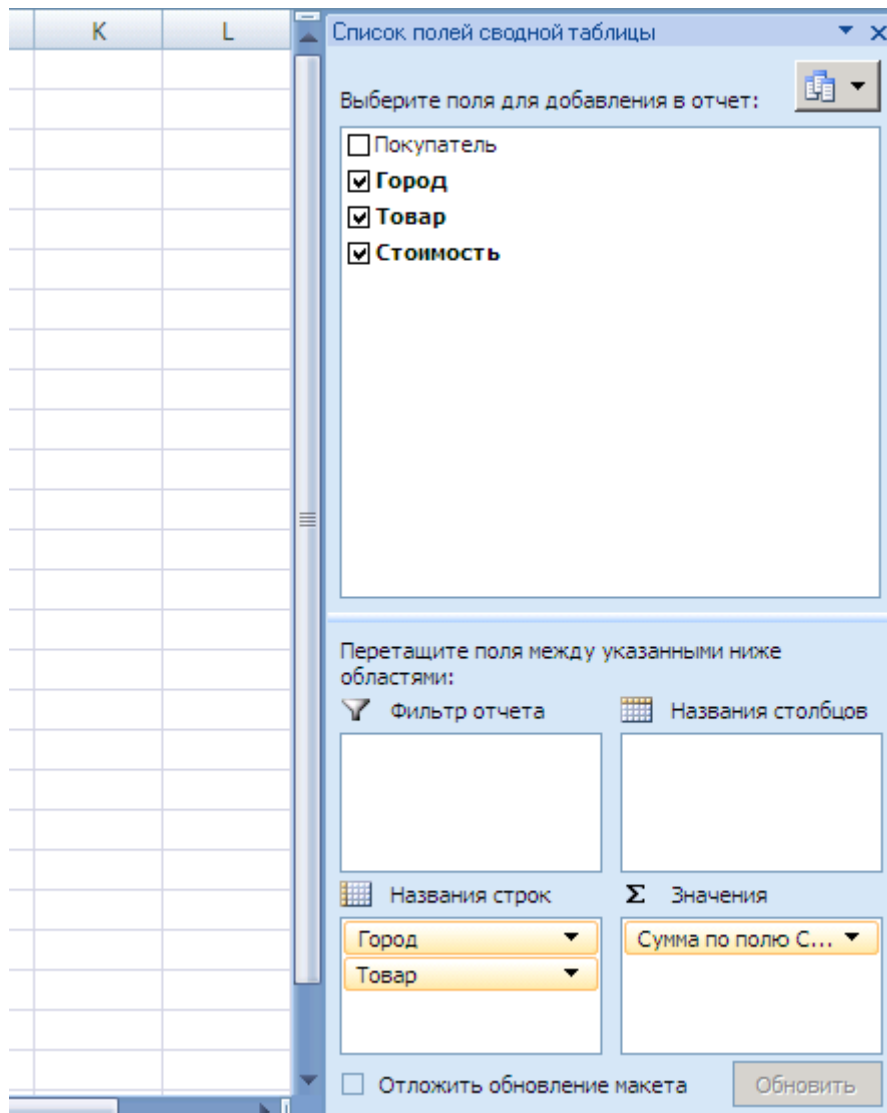 K L
Список полей сводной таблицы
Выберите поля для добавления в отчет:
Покупатель
Город
Товар
Стоимость
Перетащите поля между указанными ниже
областями:
Фильтр отчета
Названия столбцов
Названия строк
Σ Значения
Город
Товар
Сумма по полю С...
Отложить обновление макета
Обновить